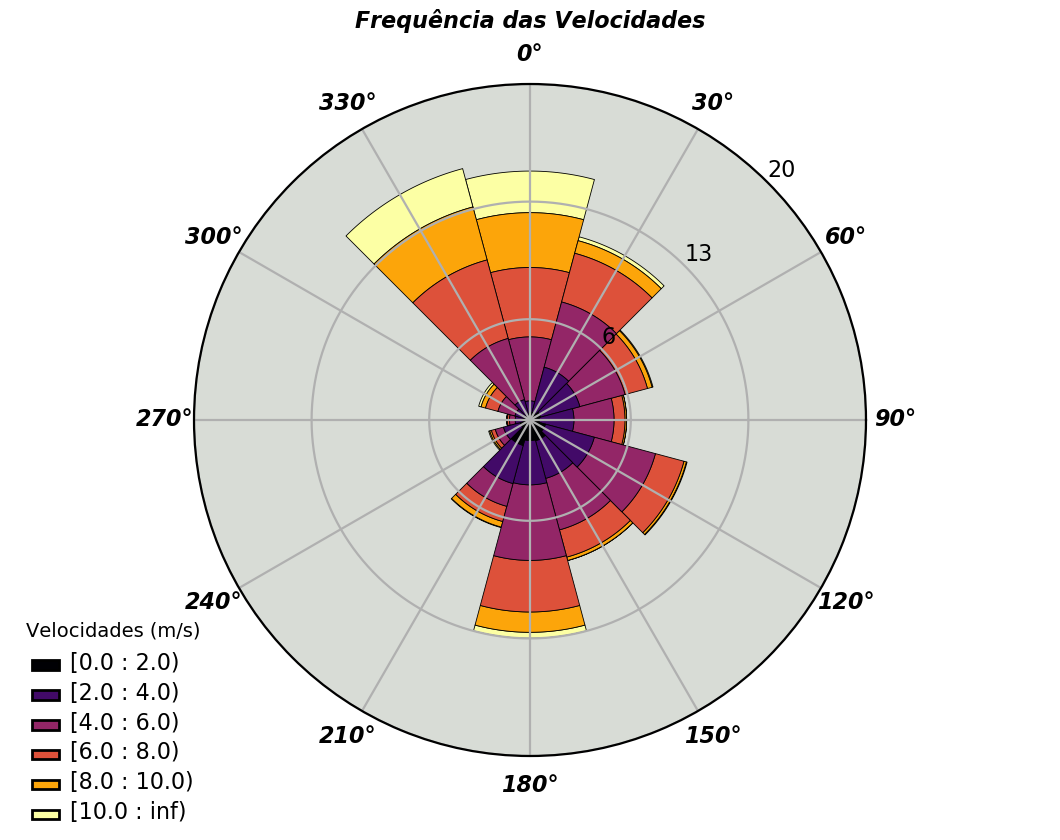 Frequência das Velocidades
0°
330°
30°
20
300°
60°
13
6
270°
90°
240°
120°
Velocidades (m/s)
[0.0 : 2.0)
[2.0 : 4.0)
[4.0 : 6.0)
[6.0 : 8.0)
[8.0 : 10.0)
[10.0 : inf)
210°
150°
180°